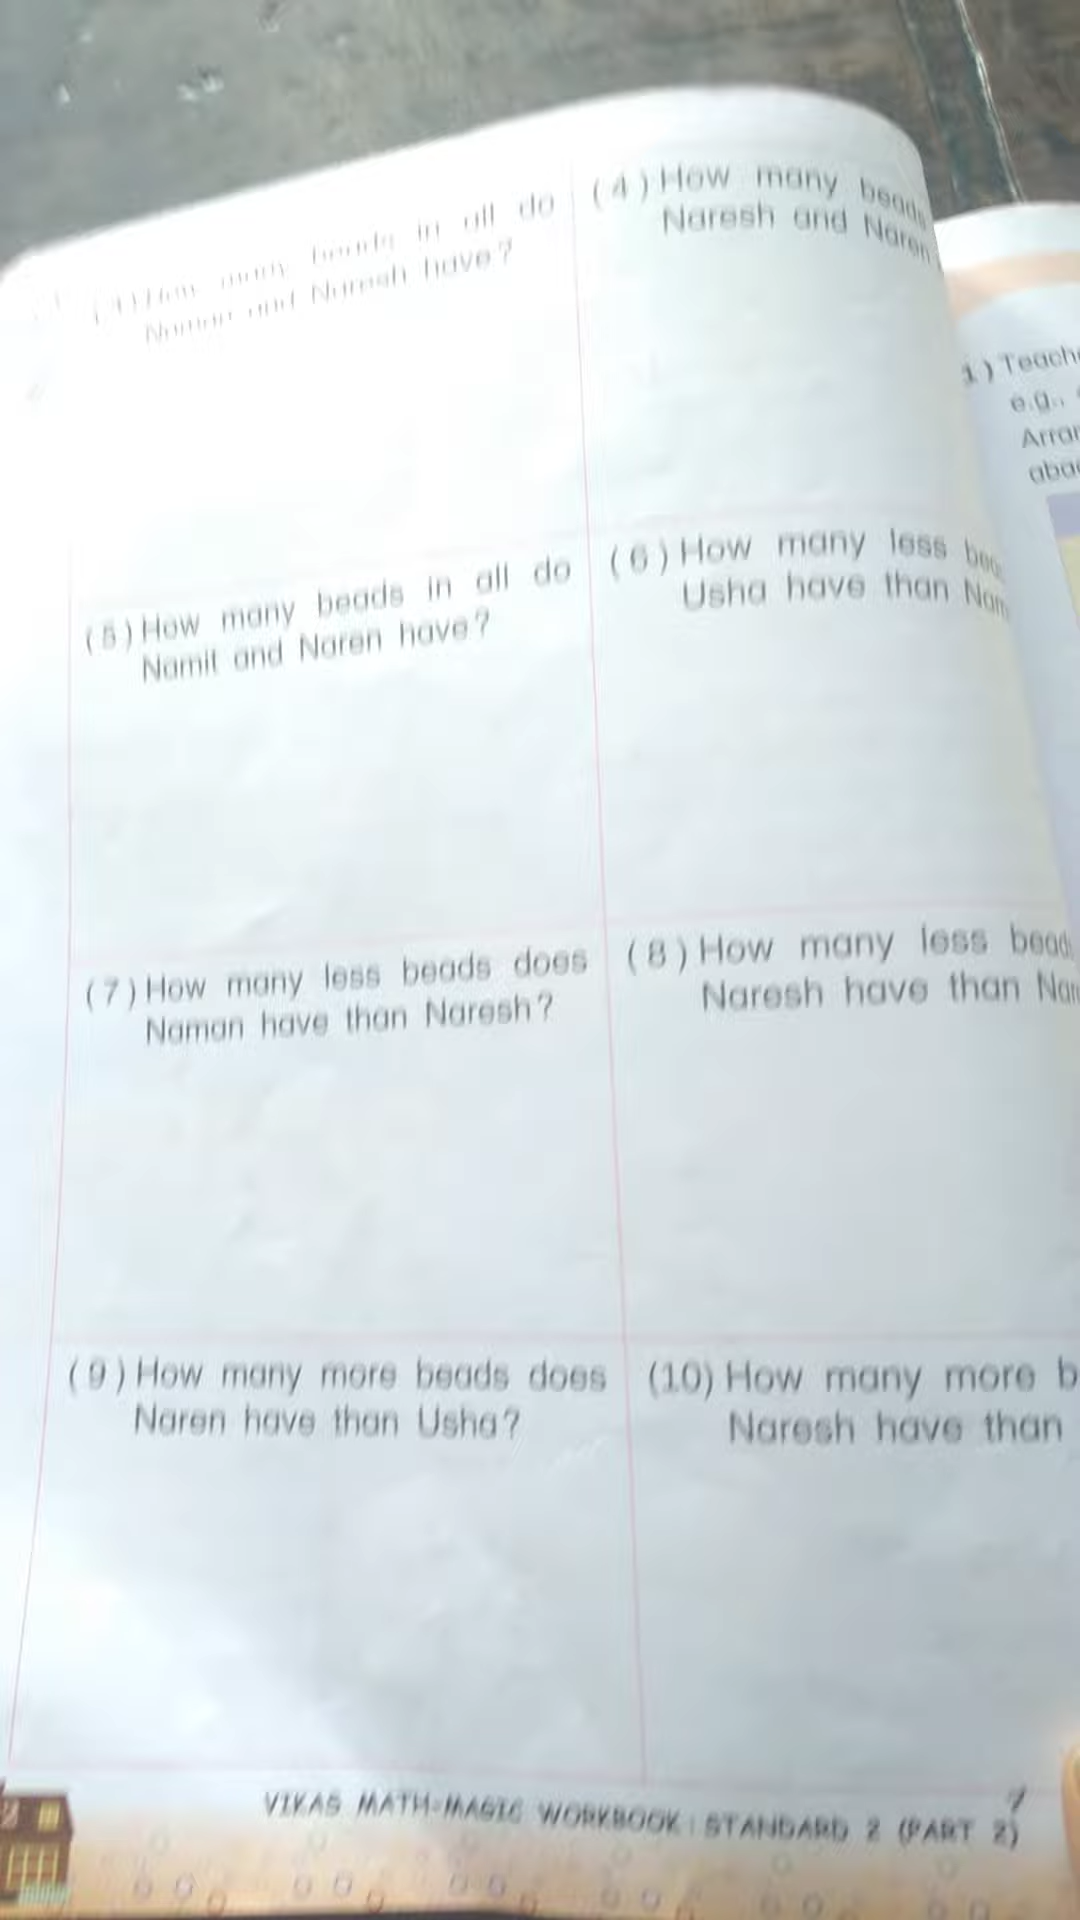 (3) How many beads in all do
Naman and Naresh have?
(4) How many beads
Naresh and Naren
(5) How many beads in all do
Namit and Naren have?
(6) How many less
Usha have than
(7) How many less beads does
Naman have than Naresh?
(8) How many less bead
Naresh have than
(9) How many more beads does
Naren have than Usha?
(10) How many more b
Naresh have than
1) Teach
e.g.,
Arran
aba
VIKAS MATH-MAGIC WORKBOOK : STANDARD 2 (PART 2)
7